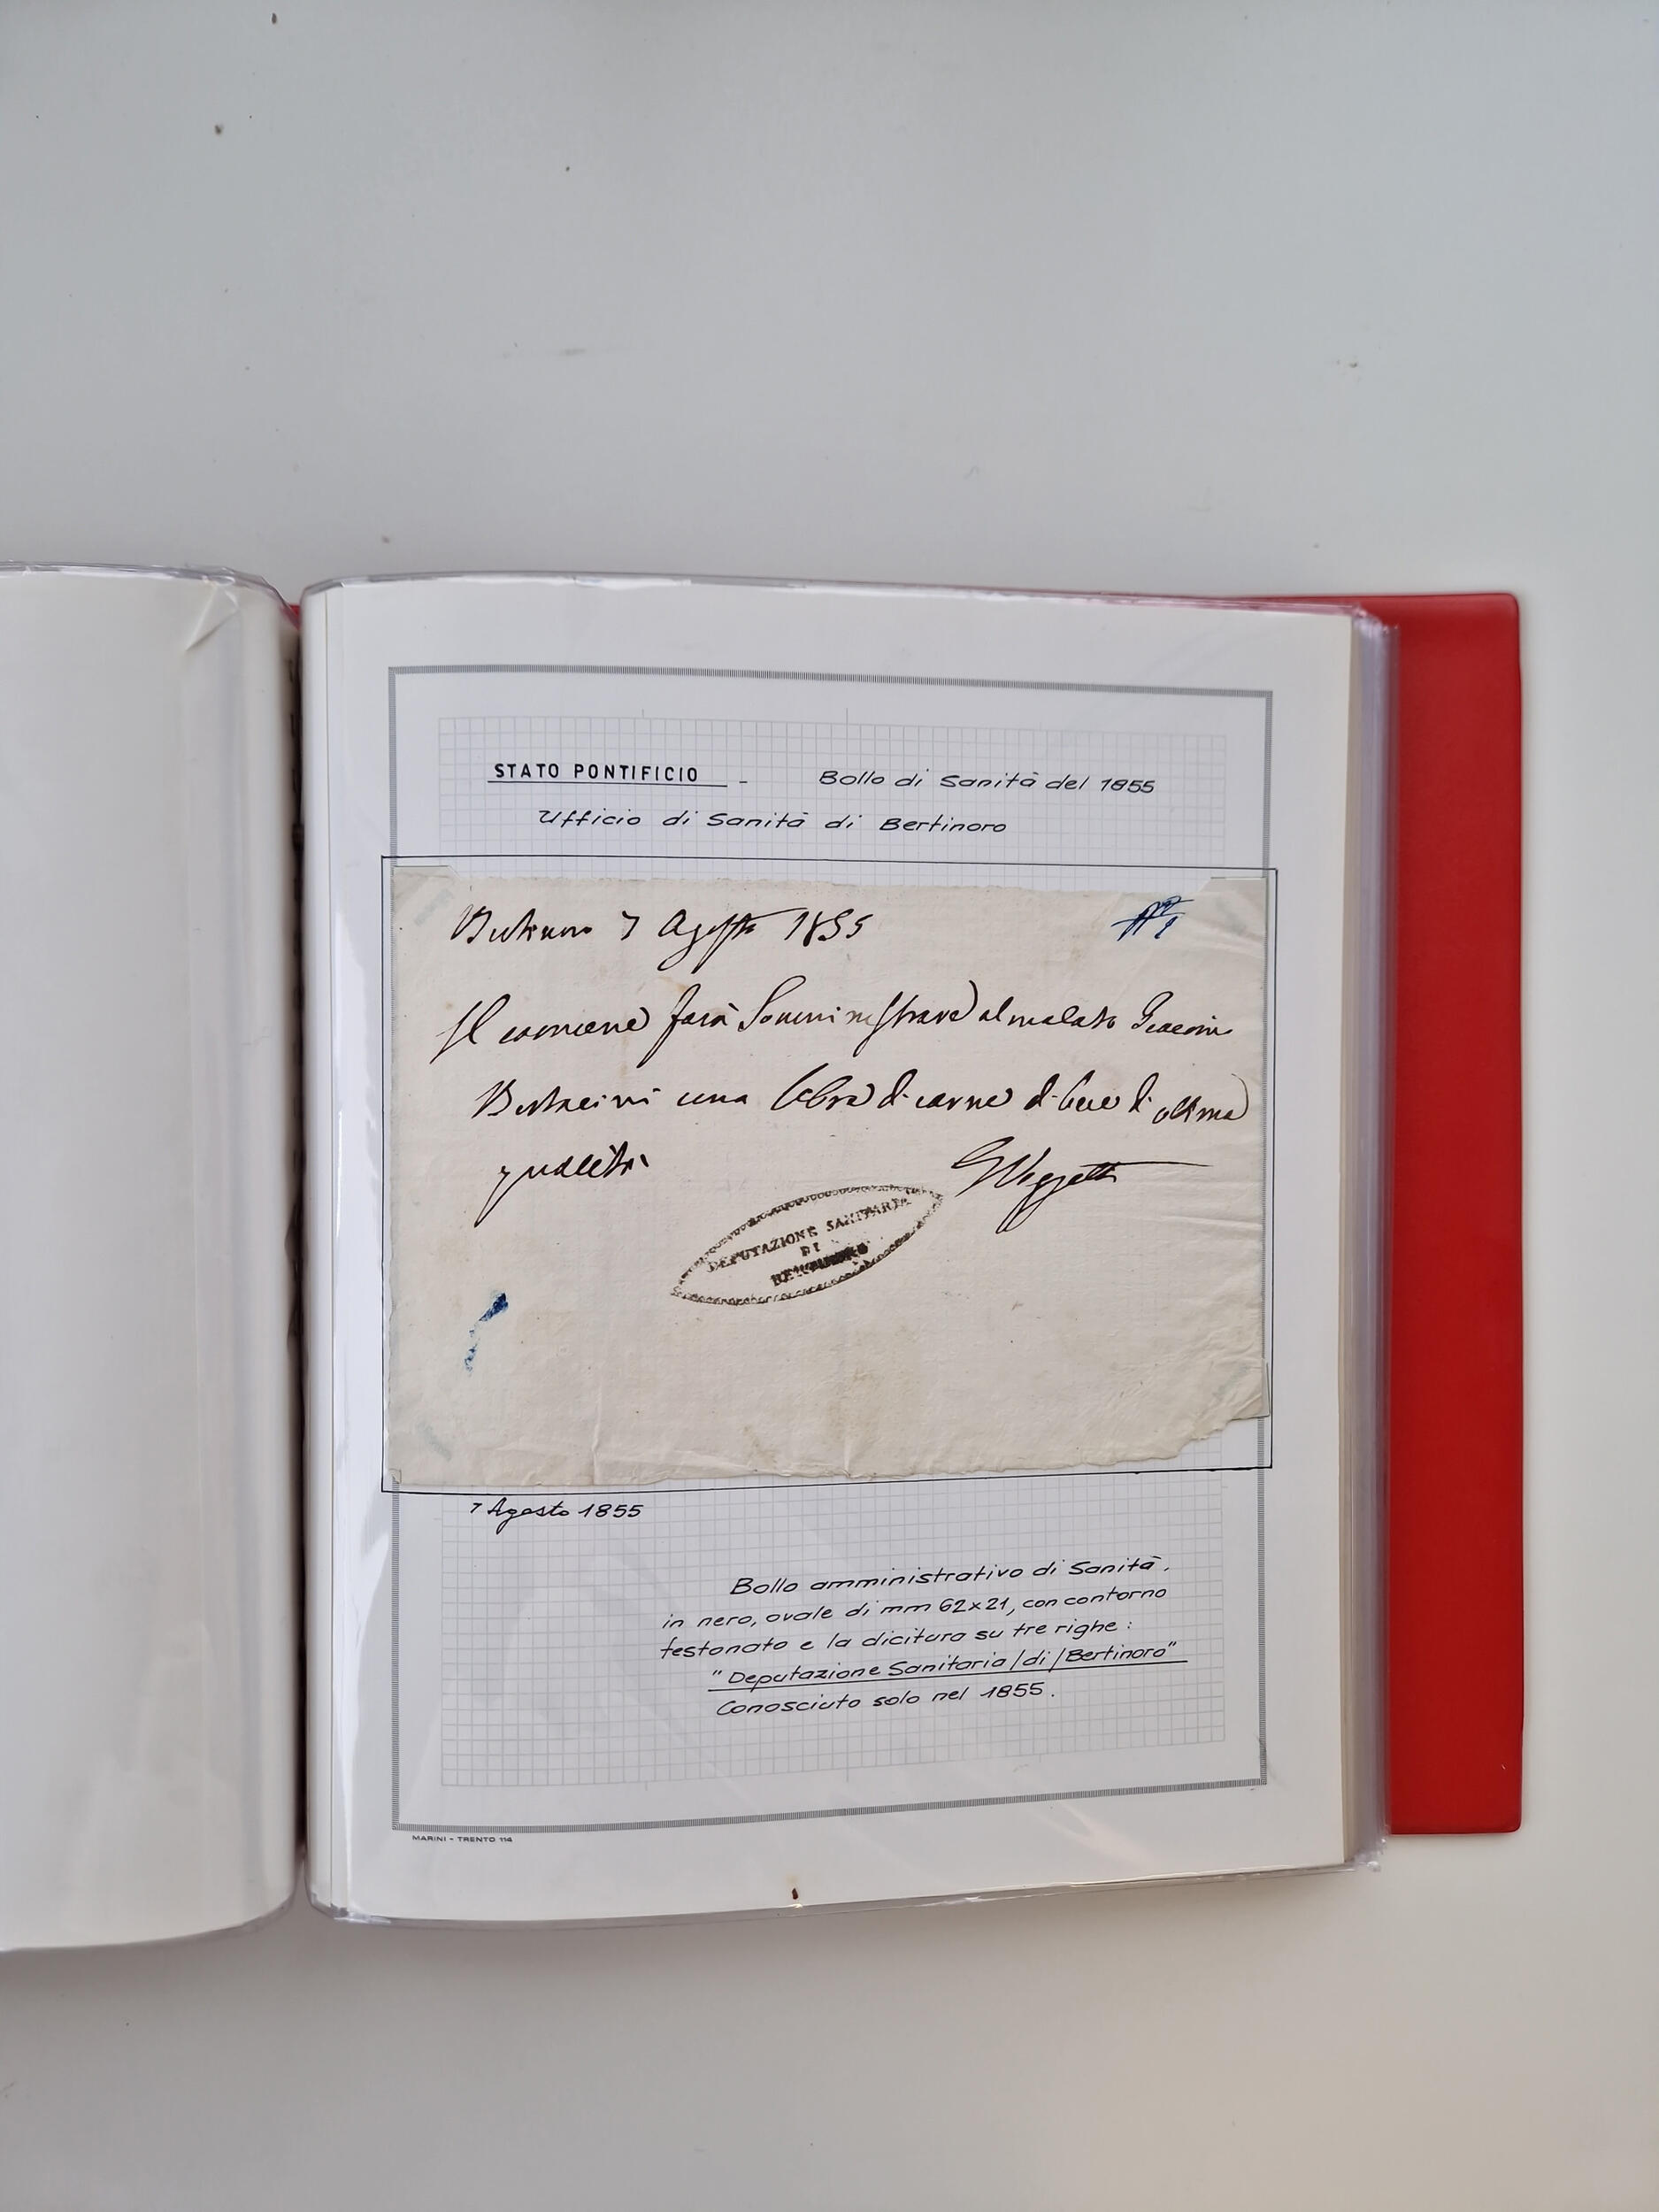 STATO PONTIFICIO - Bollo di Sanità del 1855
Ufficio di Sanità di Bertinoro
Bertinoro 7 Agosto 1855
Il comune farà Somministrare al malato
una libra di carne di bue di ottima
qualità
DEPUTAZIONE SANITARIA
DI
BERTINORO
7 Agosto 1855
Bollo amministrativo di Sanità,
in nero, ovale di mm 62x21, con contorno
festonato e la dicitura su tre righe:
"Deputazione Sanitaria/di/Bertinoro"
Conosciuto solo nel 1855.
MARINI - TRENTO 114